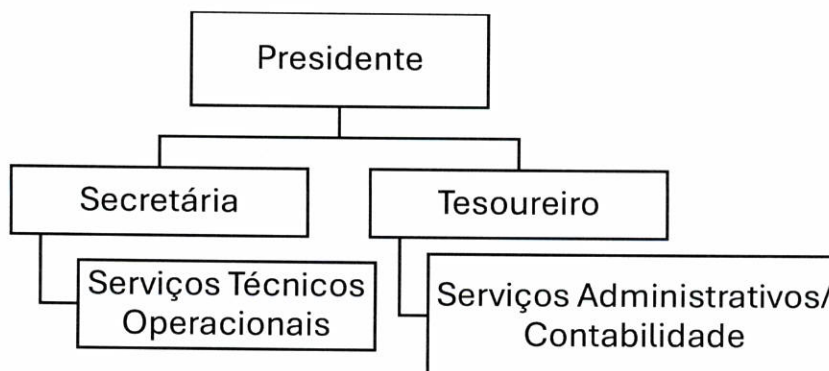 Presidente
Secretária
Tesoureiro
Serviços Técnicos
Operacionais
Serviços Administrativos/
Contabilidade